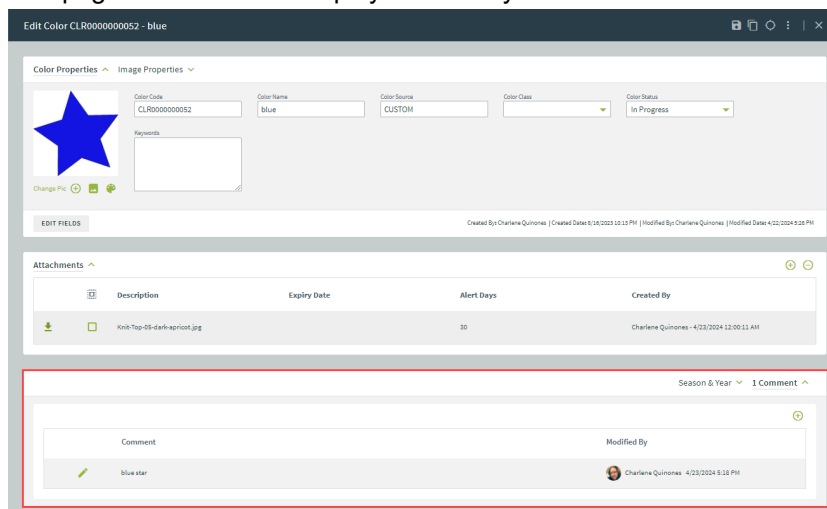 Edit Color CLR0000000052 - blue
Color Properties Image Properties
Color Code Color Name Color Source Color Class Color Status
CLR0000000052 blue CUSTOM In Progress
Keywords
Change Pic
EDIT FIELDS Created By: Charlene Quinones | Created Date: 6/16/2023 10:13 PM | Modified By: Charlene Quinones | Modified Date: 4/22/2024 5:28 PM
Attachments
Description Expiry Date Alert Days Created By
Knit-Top-05-dark-apricot.jpg 30 Charlene Quinones - 4/23/2024 12:00:11 AM
Season & Year 1 Comment
Comment Modified By
blue star Charlene Quinones 4/23/2024 5:18 PM